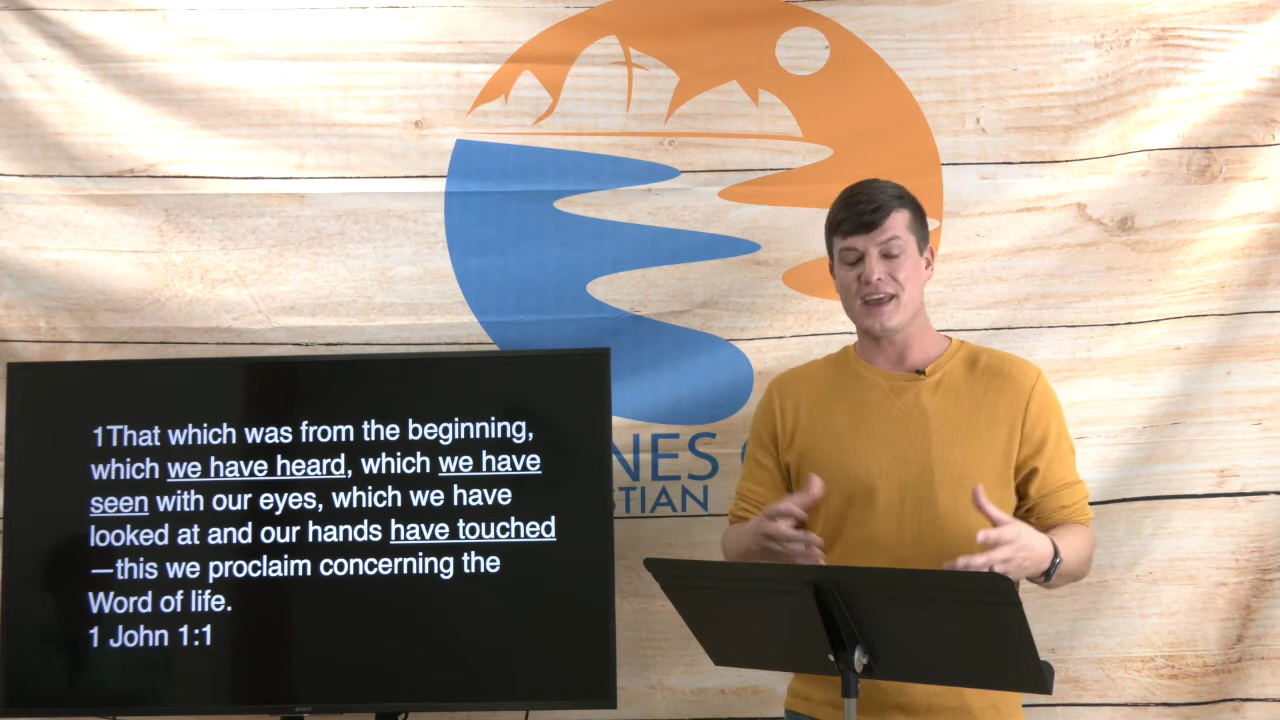 1That which was from the beginning,
which we have heard, which we have
seen with our eyes, which we have
looked at and our hands have touched
—this we proclaim concerning the
Word of life.
1 John 1:1
SONY